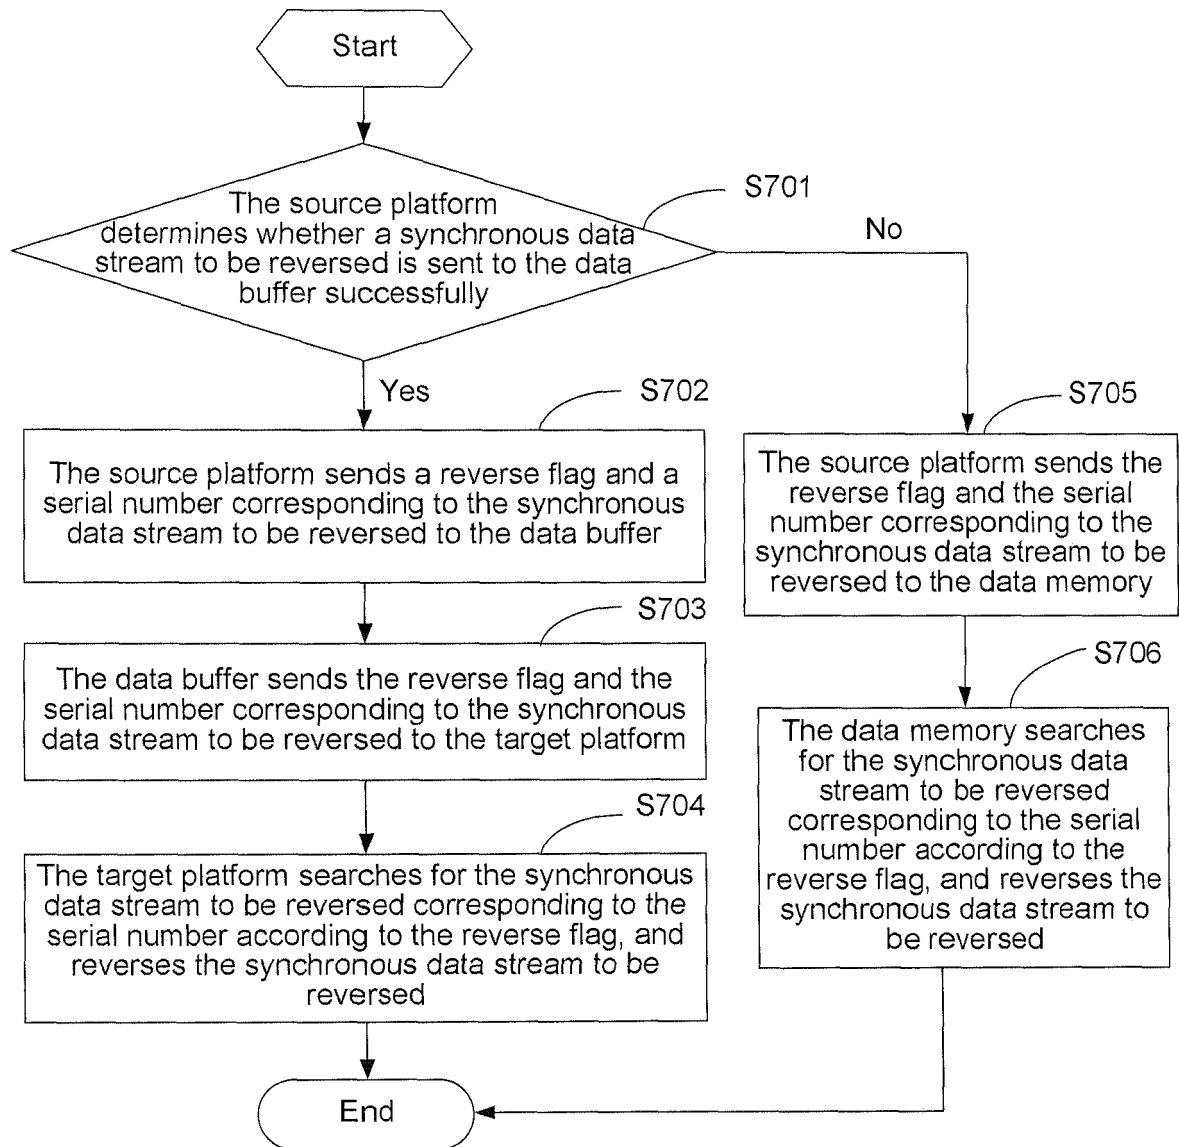 Start
The source platform
determines whether a synchronous data
stream to be reversed is sent to the data
buffer successfully
S701
No
Yes
S702
The source platform sends a reverse flag and a
serial number corresponding to the synchronous
data stream to be reversed to the data buffer
S705
The source platform sends the
reverse flag and the serial
number corresponding to the
synchronous data stream to be
reversed to the data memory
S703
The data buffer sends the reverse flag and the
serial number corresponding to the synchronous
data stream to be reversed to the target platform
S706
The data memory searches
for the synchronous data
stream to be reversed
corresponding to the serial
number according to the
reverse flag, and reverses the
synchronous data stream to
be reversed
S704
The target platform searches for the synchronous
data stream to be reversed corresponding to the
serial number according to the reverse flag, and
reverses the synchronous data stream to be
reversed
End